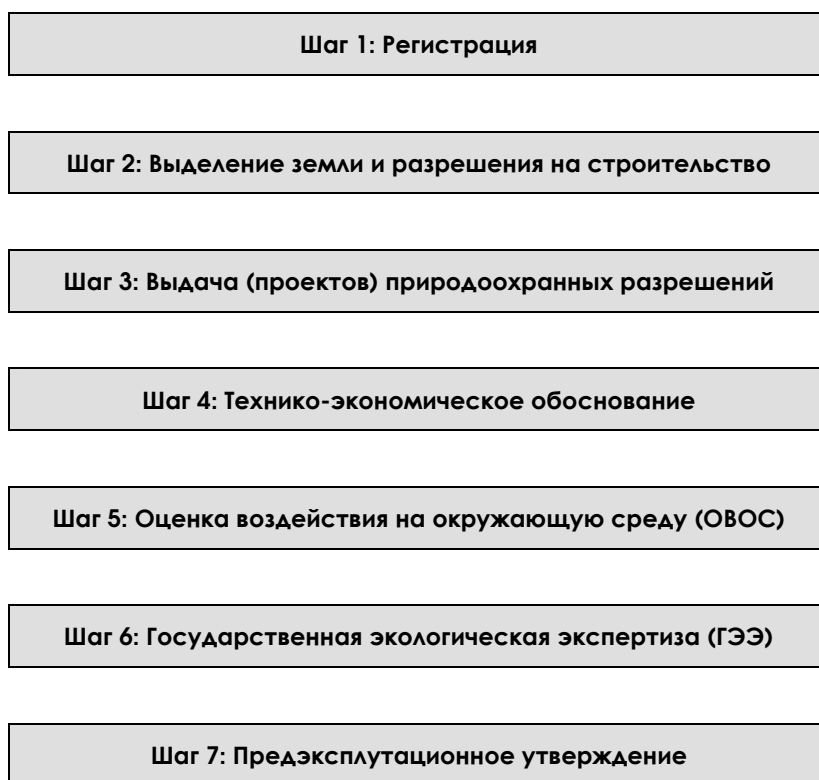 Шаг 1: Регистрация
Шаг 2: Выделение земли и разрешения на строительство
Шаг 3: Выдача (проектов) природоохранных разрешений
Шаг 4: Технико-экономическое обоснование
Шаг 5: Оценка воздействия на окружающую среду (ОВОС)
Шаг 6: Государственная экологическая экспертиза (ГЭЭ)
Шаг 7: Предэксплутационное утверждение